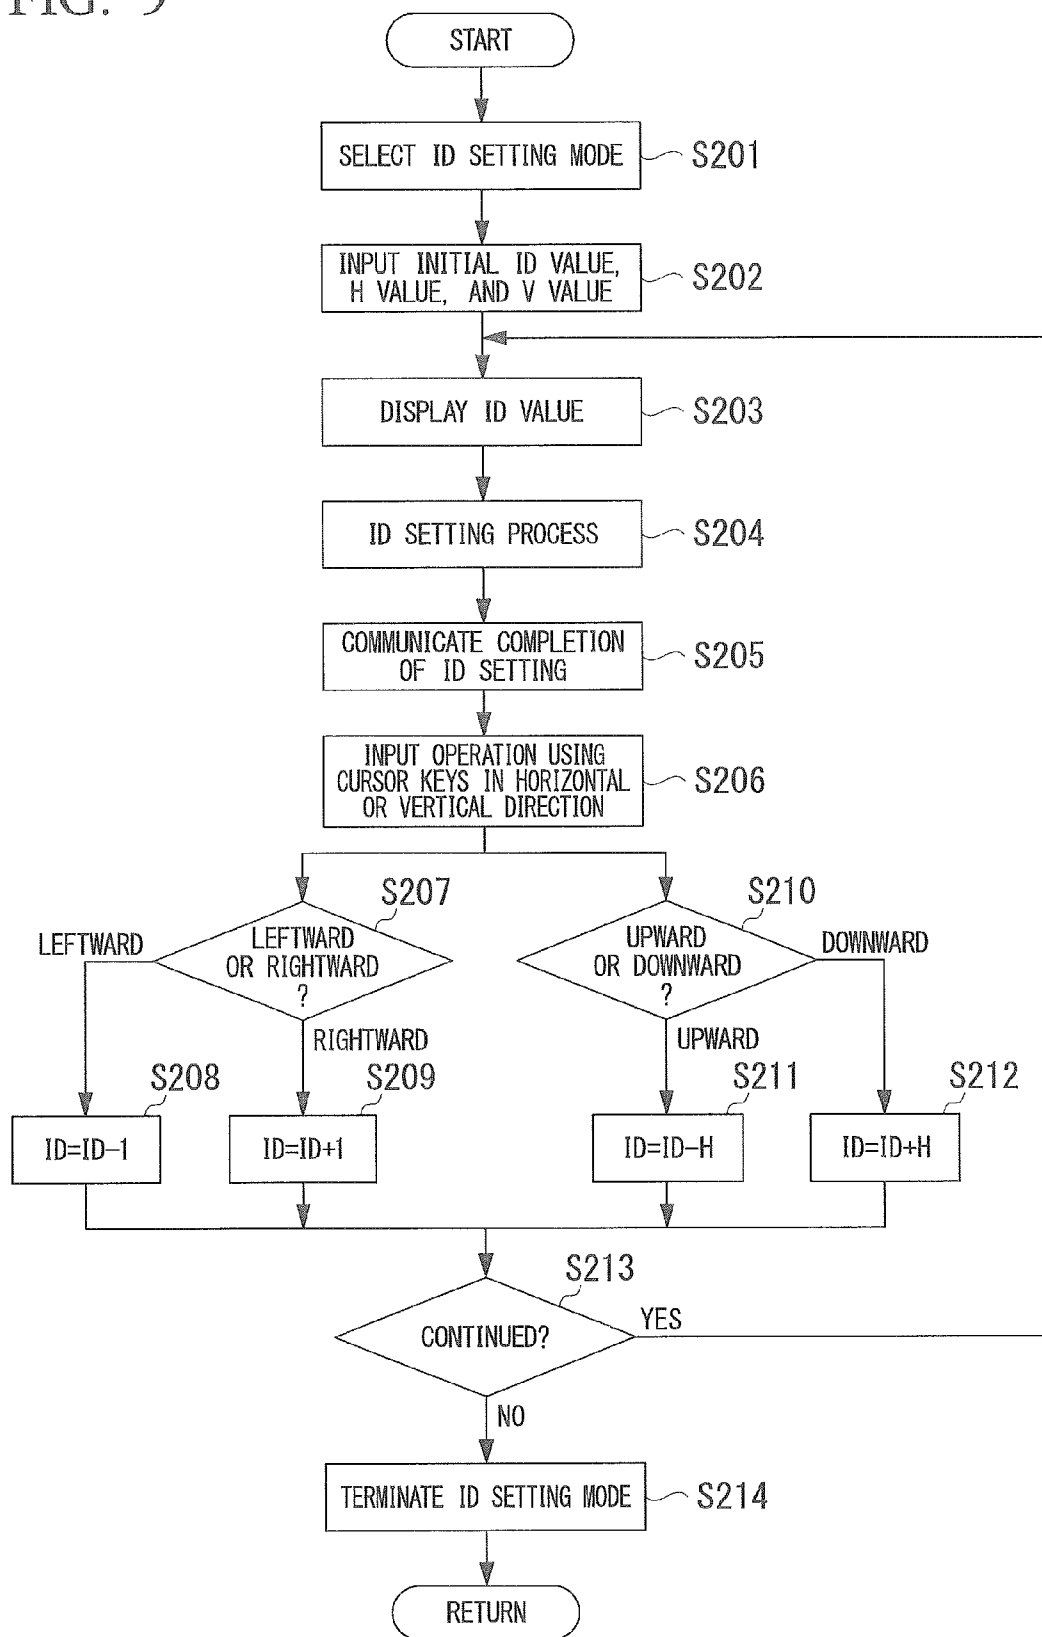 FIG. 9
START
SELECT ID SETTING MODE
S201
INPUT INITIAL ID VALUE,
H VALUE, AND V VALUE
S202
DISPLAY ID VALUE
S203
ID SETTING PROCESS
S204
COMMUNICATE COMPLETION
OF ID SETTING
S205
INPUT OPERATION USING
CURSOR KEYS IN HORIZONTAL
OR VERTICAL DIRECTION
S206
S207
LEFTWARD
LEFTWARD
OR RIGHTWARD
?
RIGHTWARD
S210
UPWARD
OR DOWNWARD
?
DOWNWARD
UPWARD
S208
ID=ID-1
S209
ID=ID+1
S211
ID=ID-H
S212
ID=ID+H
S213
CONTINUED?
YES
NO
TERMINATE ID SETTING MODE
S214
RETURN